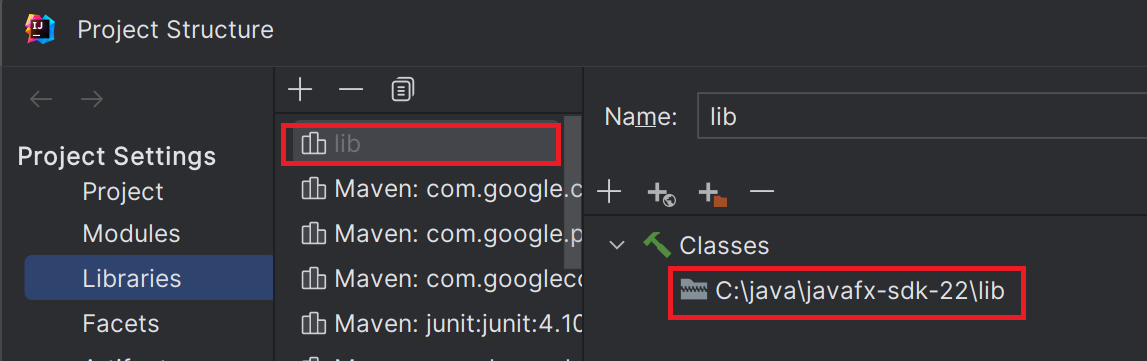 Project Structure
Project Settings
Project
Modules
Libraries
Facets
lib
Maven: com.google.c
Maven: com.google.p
Maven: com.googlecc
Maven: junit:junit:4.10
Name: lib
Classes
C:\java\javafx-sdk-22\lib